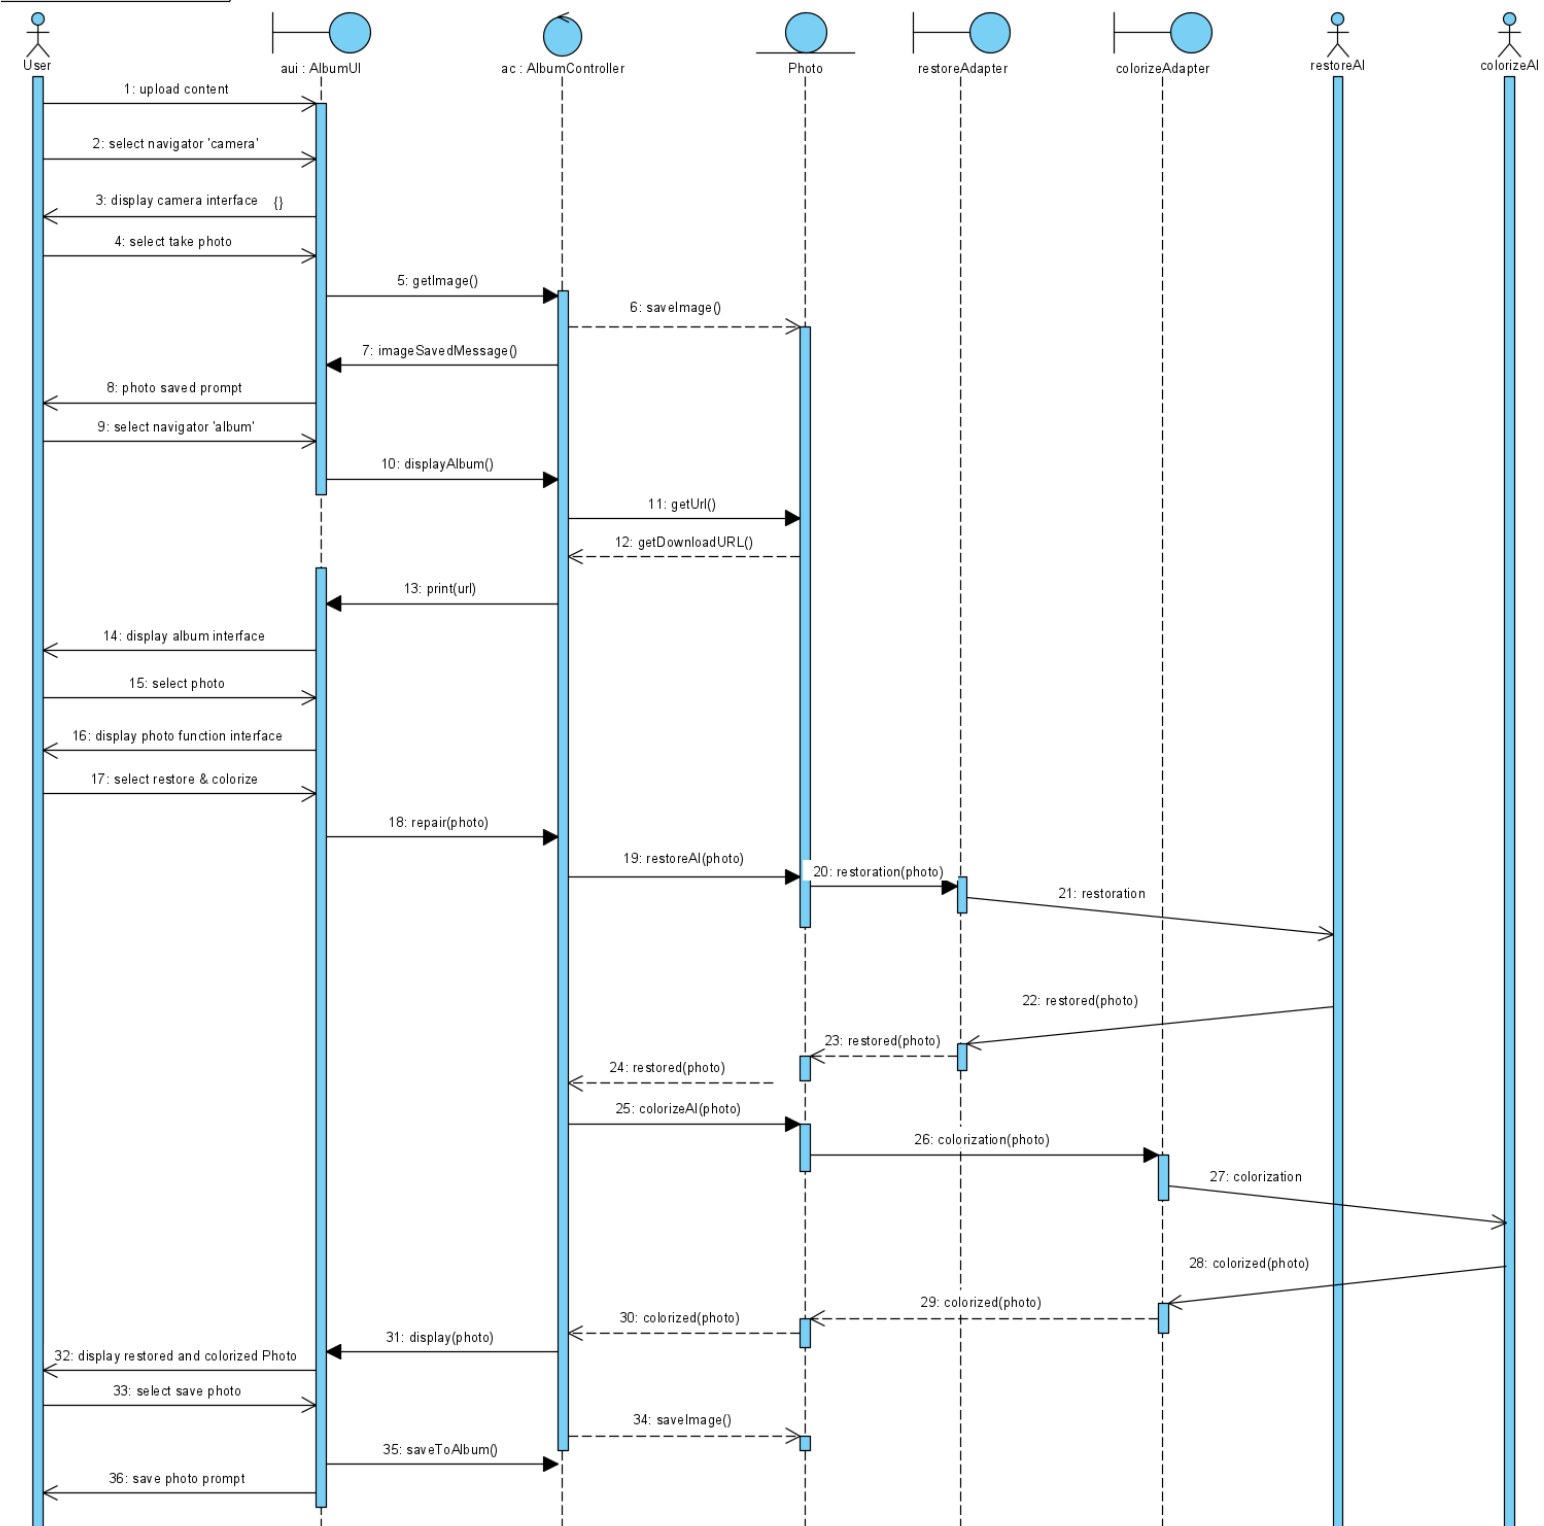 User
aui : AlbumUI
ac : AlbumController
Photo
restoreAdapter
colorizeAdapter
restoreAI
colorizeAI
1: upload content
2: select navigator 'camera'
3: display camera interface {}
4: select take photo
5: getImage()
6: saveImage()
7: imageSavedMessage()
8: photo saved prompt
9: select navigator 'album'
10: displayAlbum()
11: getUrl()
12: getDownloadURL()
13: print(url)
14: display album interface
15: select photo
16: display photo function interface
17: select restore & colorize
18: repair(photo)
19: restoreAI(photo)
20: restoration(photo)
21: restoration
22: restored(photo)
23: restored(photo)
24: restored(photo)
25: colorizeAI(photo)
26: colorization(photo)
27: colorization
28: colorized(photo)
29: colorized(photo)
30: colorized(photo)
31: display(photo)
32: display restored and colorized Photo
33: select save photo
34: saveImage()
35: saveToAlbum()
36: save photo prompt